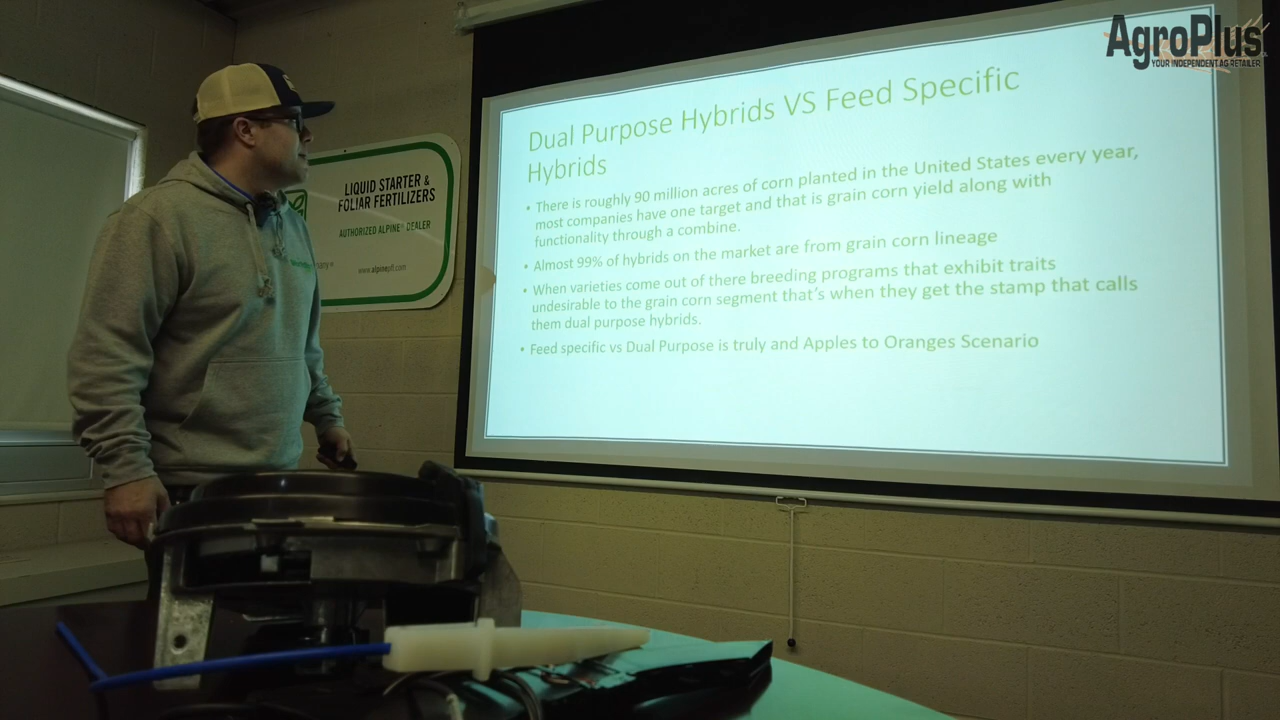 AgroPlus
YOUR INDEPENDENT AG RETAILER
Dual Purpose Hybrids VS Feed Specific
Hybrids
• There is roughly 90 million acres of corn planted in the United States every year,
most companies have one target and that is grain corn yield along with
functionality through a combine.
• Almost 99% of hybrids on the market are from grain corn lineage
• When varieties come out of there breeding programs that exhibit traits
undesirable to the grain corn segment that's when they get the stamp that calls
them dual purpose hybrids.
• Feed specific vs Dual Purpose is truly and Apples to Oranges Scenario
LIQUID STARTER &
FOLIAR FERTILIZERS
AUTHORIZED ALPINE® DEALER
www.alpinepfl.com